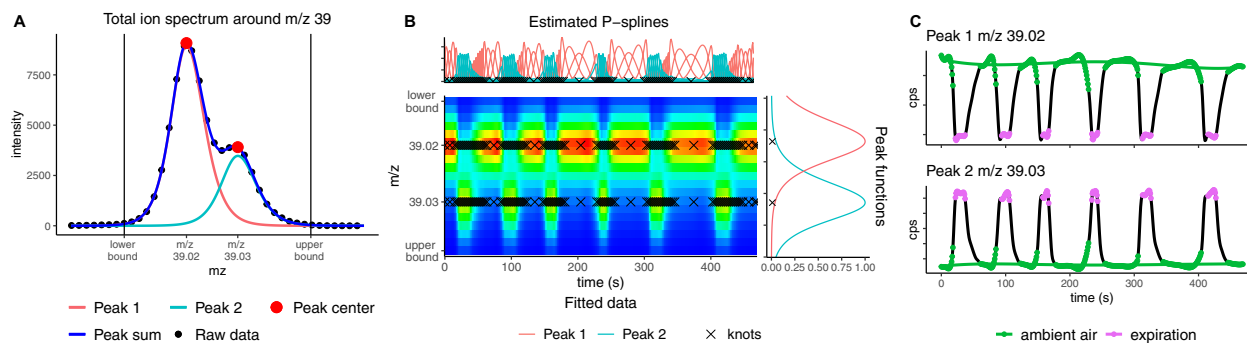 A
Total ion spectrum around m/z 39
intensity
7500
5000
2500
0
lower
bound
m/z
39.02
m/z
39.03
upper
bound
mz
Peak 1
Peak 2
Peak center
Peak sum
Raw data
B
Estimated P-splines
lower
bound
39.02
39.03
upper
bound
m/z
0
100
200
300
400
time (s)
Fitted data
0.00
0.25
0.50
0.75
1.00
Peak functions
Peak 1
Peak 2
knots
C
Peak 1 m/z 39.02
cps
Peak 2 m/z 39.03
cps
0
100
200
300
400
time (s)
ambient air
expiration